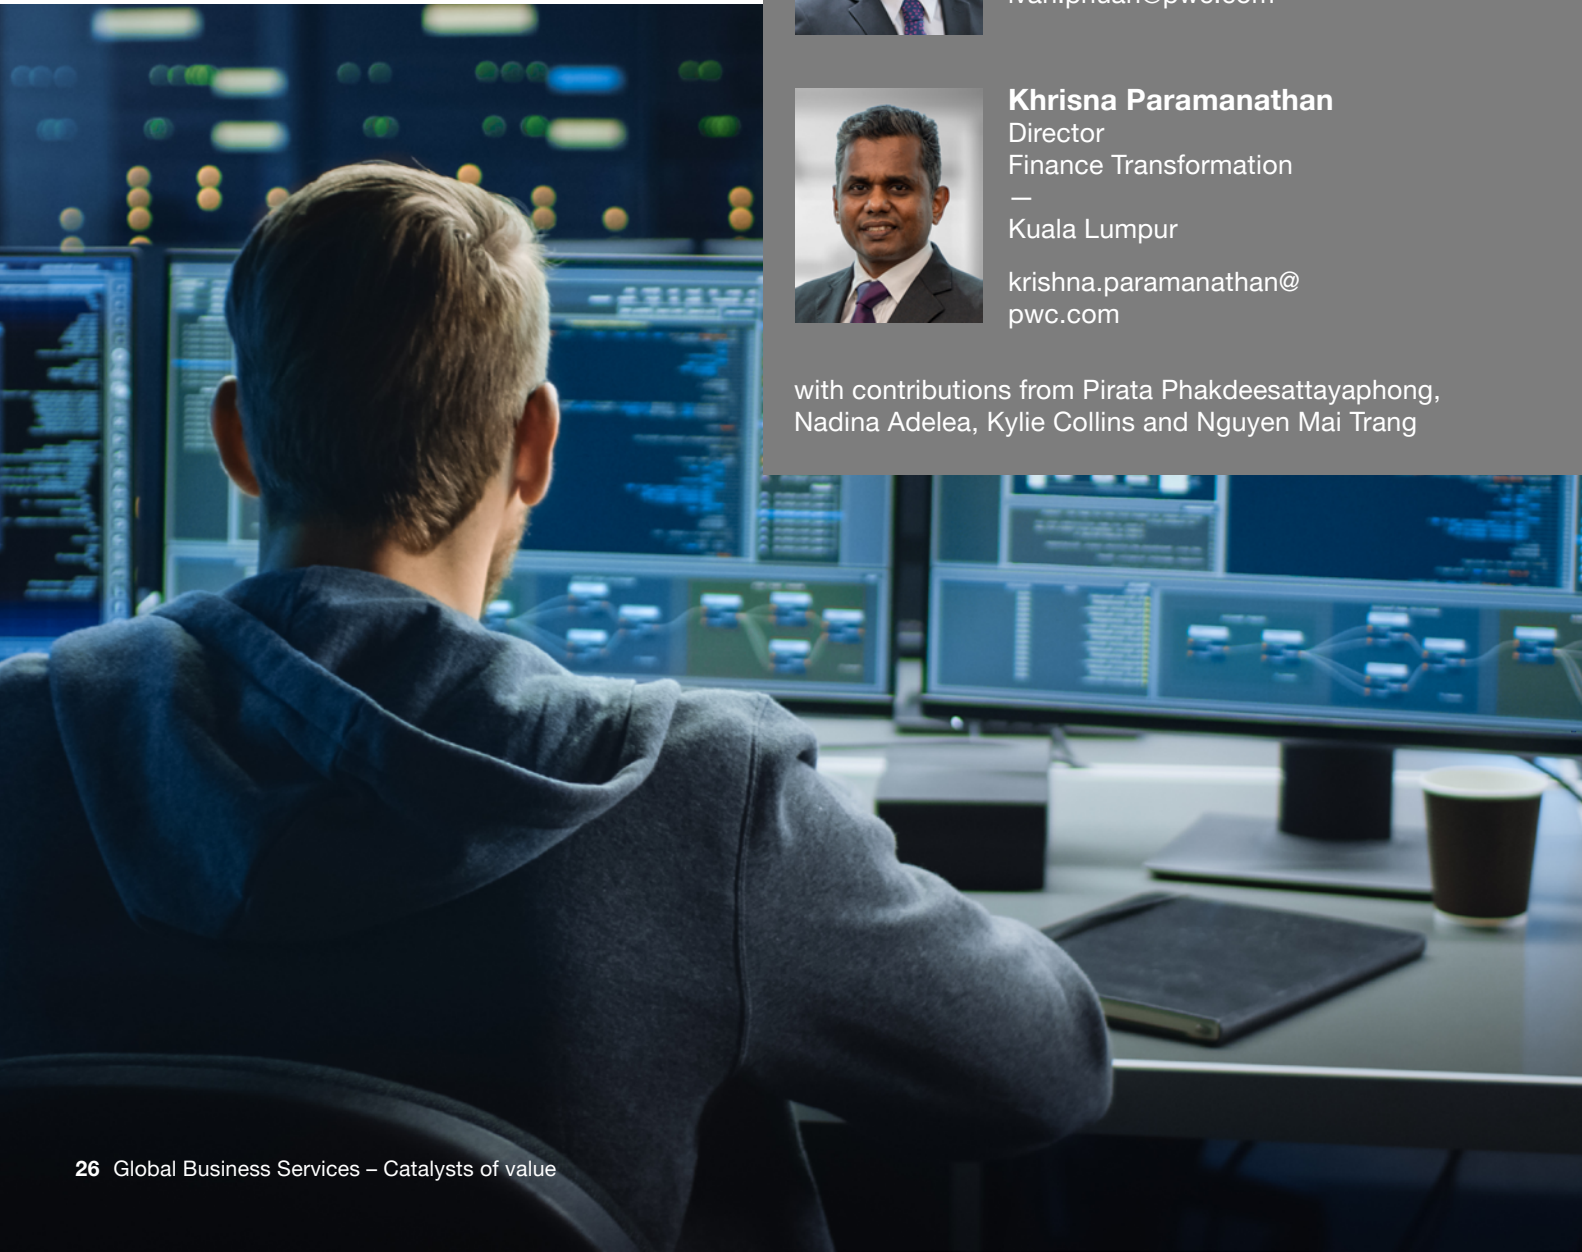 Khrisna Paramanathan
Director
Finance Transformation
—
Kuala Lumpur
krishna.paramanathan@
pwc.com
with contributions from Pirata Phakdeesattayaphong,
Nadina Adelea, Kylie Collins and Nguyen Mai Trang
26 Global Business Services – Catalysts of value